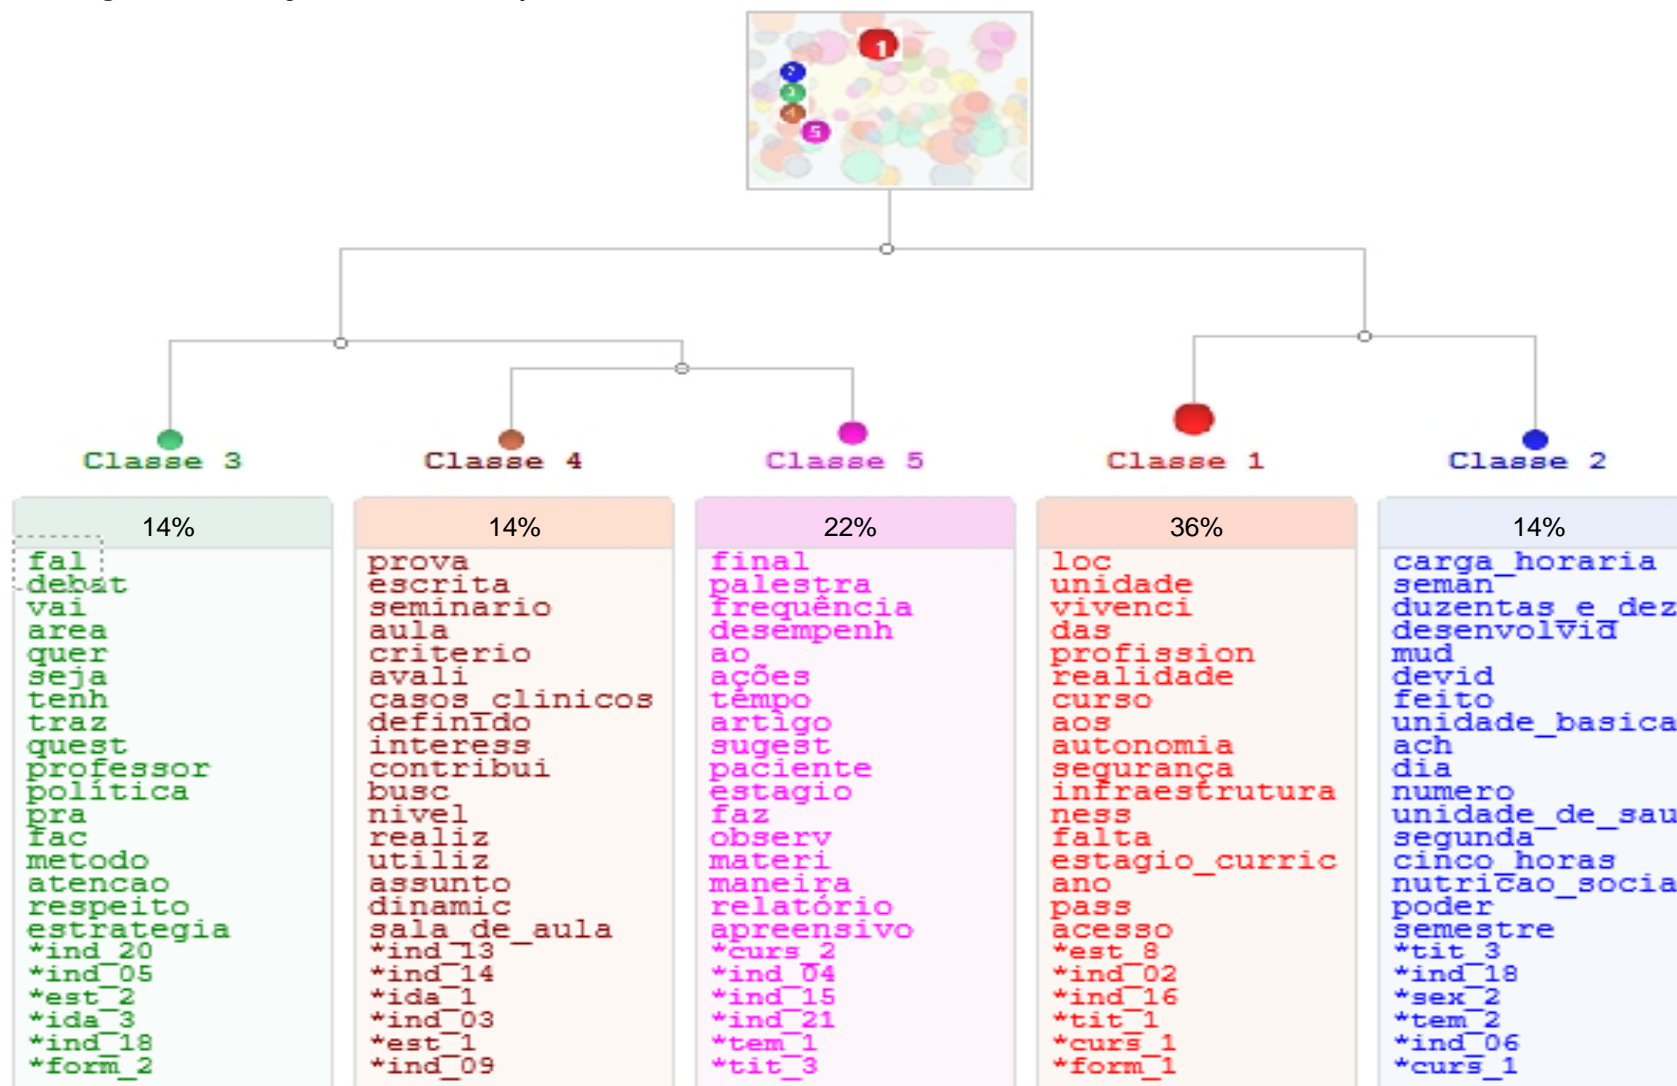 1
2
3
4
5
Classe 3
14%
fal
debat
vai
area
quer
seja
tenh
traz
quest
professor
política
pra
fac
metodo
atencao
respeito
estrategia
*ind_20
*ind_05
*est_2
*ida_3
*ind_18
*form_2
Classe 4
14%
prova
escrita
seminario
aula
criterio
avali
casos_clinicos
definido
interess
contribui
busc
nivel
realiz
utiliz
assunto
dinamic
sala_de_aula
*ind_13
*ind_14
*ida_1
*ind_03
*est_1
*ind_09
Classe 5
22%
final
palestra
frequência
desempenh
ao
ações
tempo
artigo
sugest
paciente
estagio
faz
observ
materi
maneira
relatório
apreensivo
*curs_2
*ind_04
*ind_15
*ind_21
*tem_1
*tit_3
Classe 1
36%
loc
unidade
vivenci
das
profission
realidade
curso
aos
autonomia
segurança
infraestrutura
ness
falta
estagio_curric
ano
pass
acesso
*est_8
*ind_02
*ind_16
*tit_1
*curs_1
*form_1
Classe 2
14%
carga_horaria
seman
duzentas_e_dez
desenvolvid
mud
devid
feito
unidade_basica
ach
dia
numero
unidade_de_sau
segunda
cinco_horas
nutricao_socia
poder
semestre
*tit_3
*ind_18
*sex_2
*tem_2
*ind_06
*curs_1